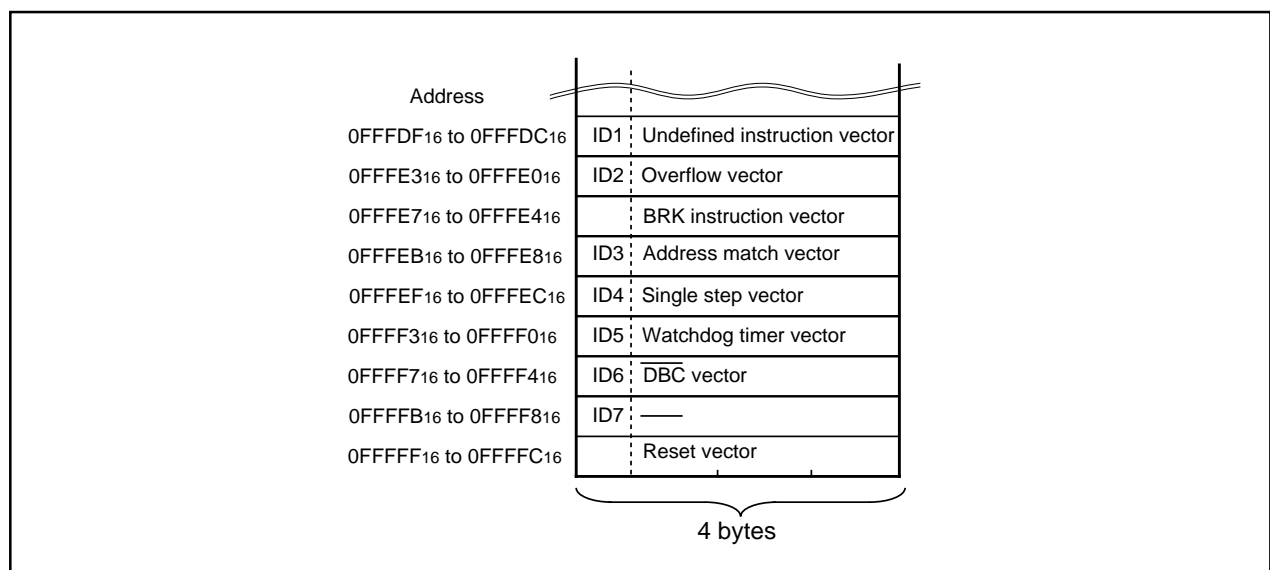 Address
0FFFDF16 to 0FFFDC16 ID1 Undefined instruction vector
0FFFE316 to 0FFFE016 ID2 Overflow vector
0FFFE716 to 0FFFE416 BRK instruction vector
0FFFEB16 to 0FFFE816 ID3 Address match vector
0FFFEF16 to 0FFFEC16 ID4 Single step vector
0FFFF316 to 0FFFF016 ID5 Watchdog timer vector
0FFFF716 to 0FFFF416 ID6 D̅B̅C̅ vector
0FFFFB16 to 0FFFF816 ID7 —
0FFFFF16 to 0FFFFC16 Reset vector
4 bytes